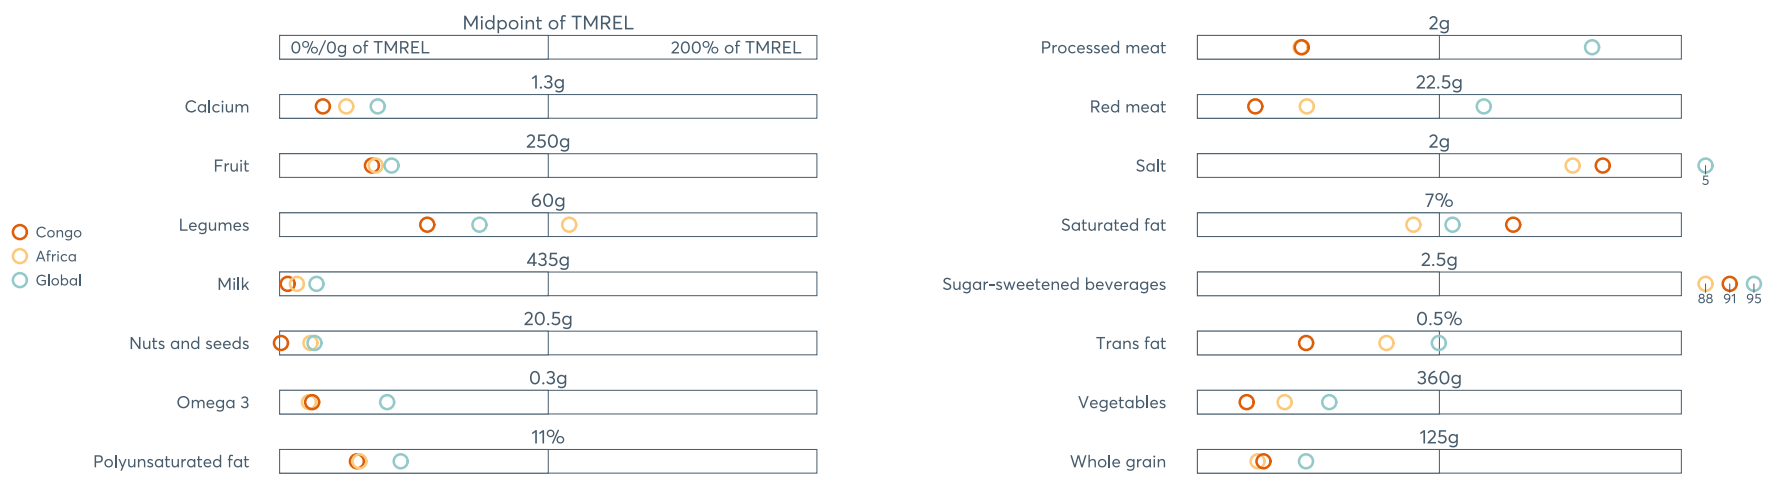 Midpoint of TMREL
0%/0g of TMREL
200% of TMREL
1.3g
Calcium
250g
Fruit
60g
Legumes
435g
Milk
20.5g
Nuts and seeds
0.3g
Omega 3
11%
Polyunsaturated fat
Congo
Africa
Global
2g
Processed meat
22.5g
Red meat
2g
Salt
5
7%
Saturated fat
2.5g
Sugar-sweetened beverages
88 91 95
0.5%
Trans fat
360g
Vegetables
125g
Whole grain